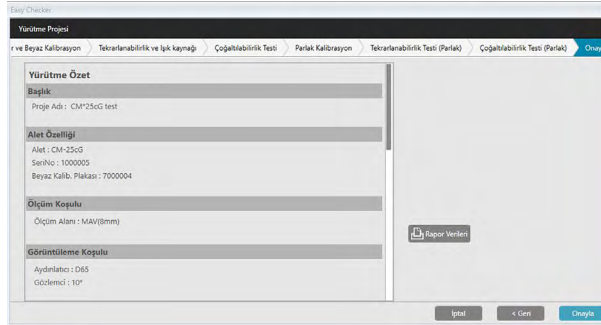 Easy Checker
Yürütme Projesi
r ve Beyaz Kalibrasyon
Tekrarlanabilirlik ve Işık kaynağı
Çoğaltılabilirlik Testi
Parlak Kalibrasyon
Tekrarlanabilirlik Testi (Parlak)
Çoğaltılabilirlik Testi (Parlak)
Onay
Yürütme Özet
Başlık
Proje Adı : CM*25cG test
Alet Özelliği
Alet : CM-25cG
SeriNo : 1000005
Beyaz Kalib. Plakası : 7000004
Ölçüm Koşulu
Ölçüm Alanı : MAV(8mm)
Rapor Verileri
Görüntüleme Koşulu
Aydınlatıcı : D65
Gözlemci : 10°
İptal
< Geri
Onayla